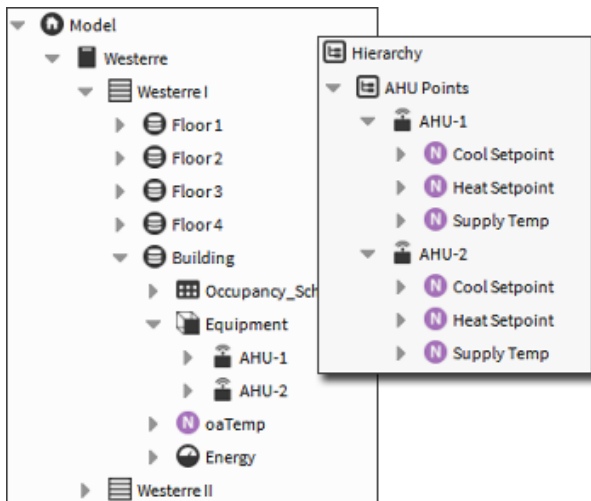 Model
Westerre
Westerre I
Floor 1
Floor 2
Floor 3
Floor 4
Building
Occupancy_Sch
Equipment
AHU-1
AHU-2
N oaTemp
Energy
Westerre II
Hierarchy
AHU Points
AHU-1
N Cool Setpoint
N Heat Setpoint
N Supply Temp
AHU-2
N Cool Setpoint
N Heat Setpoint
N Supply Temp